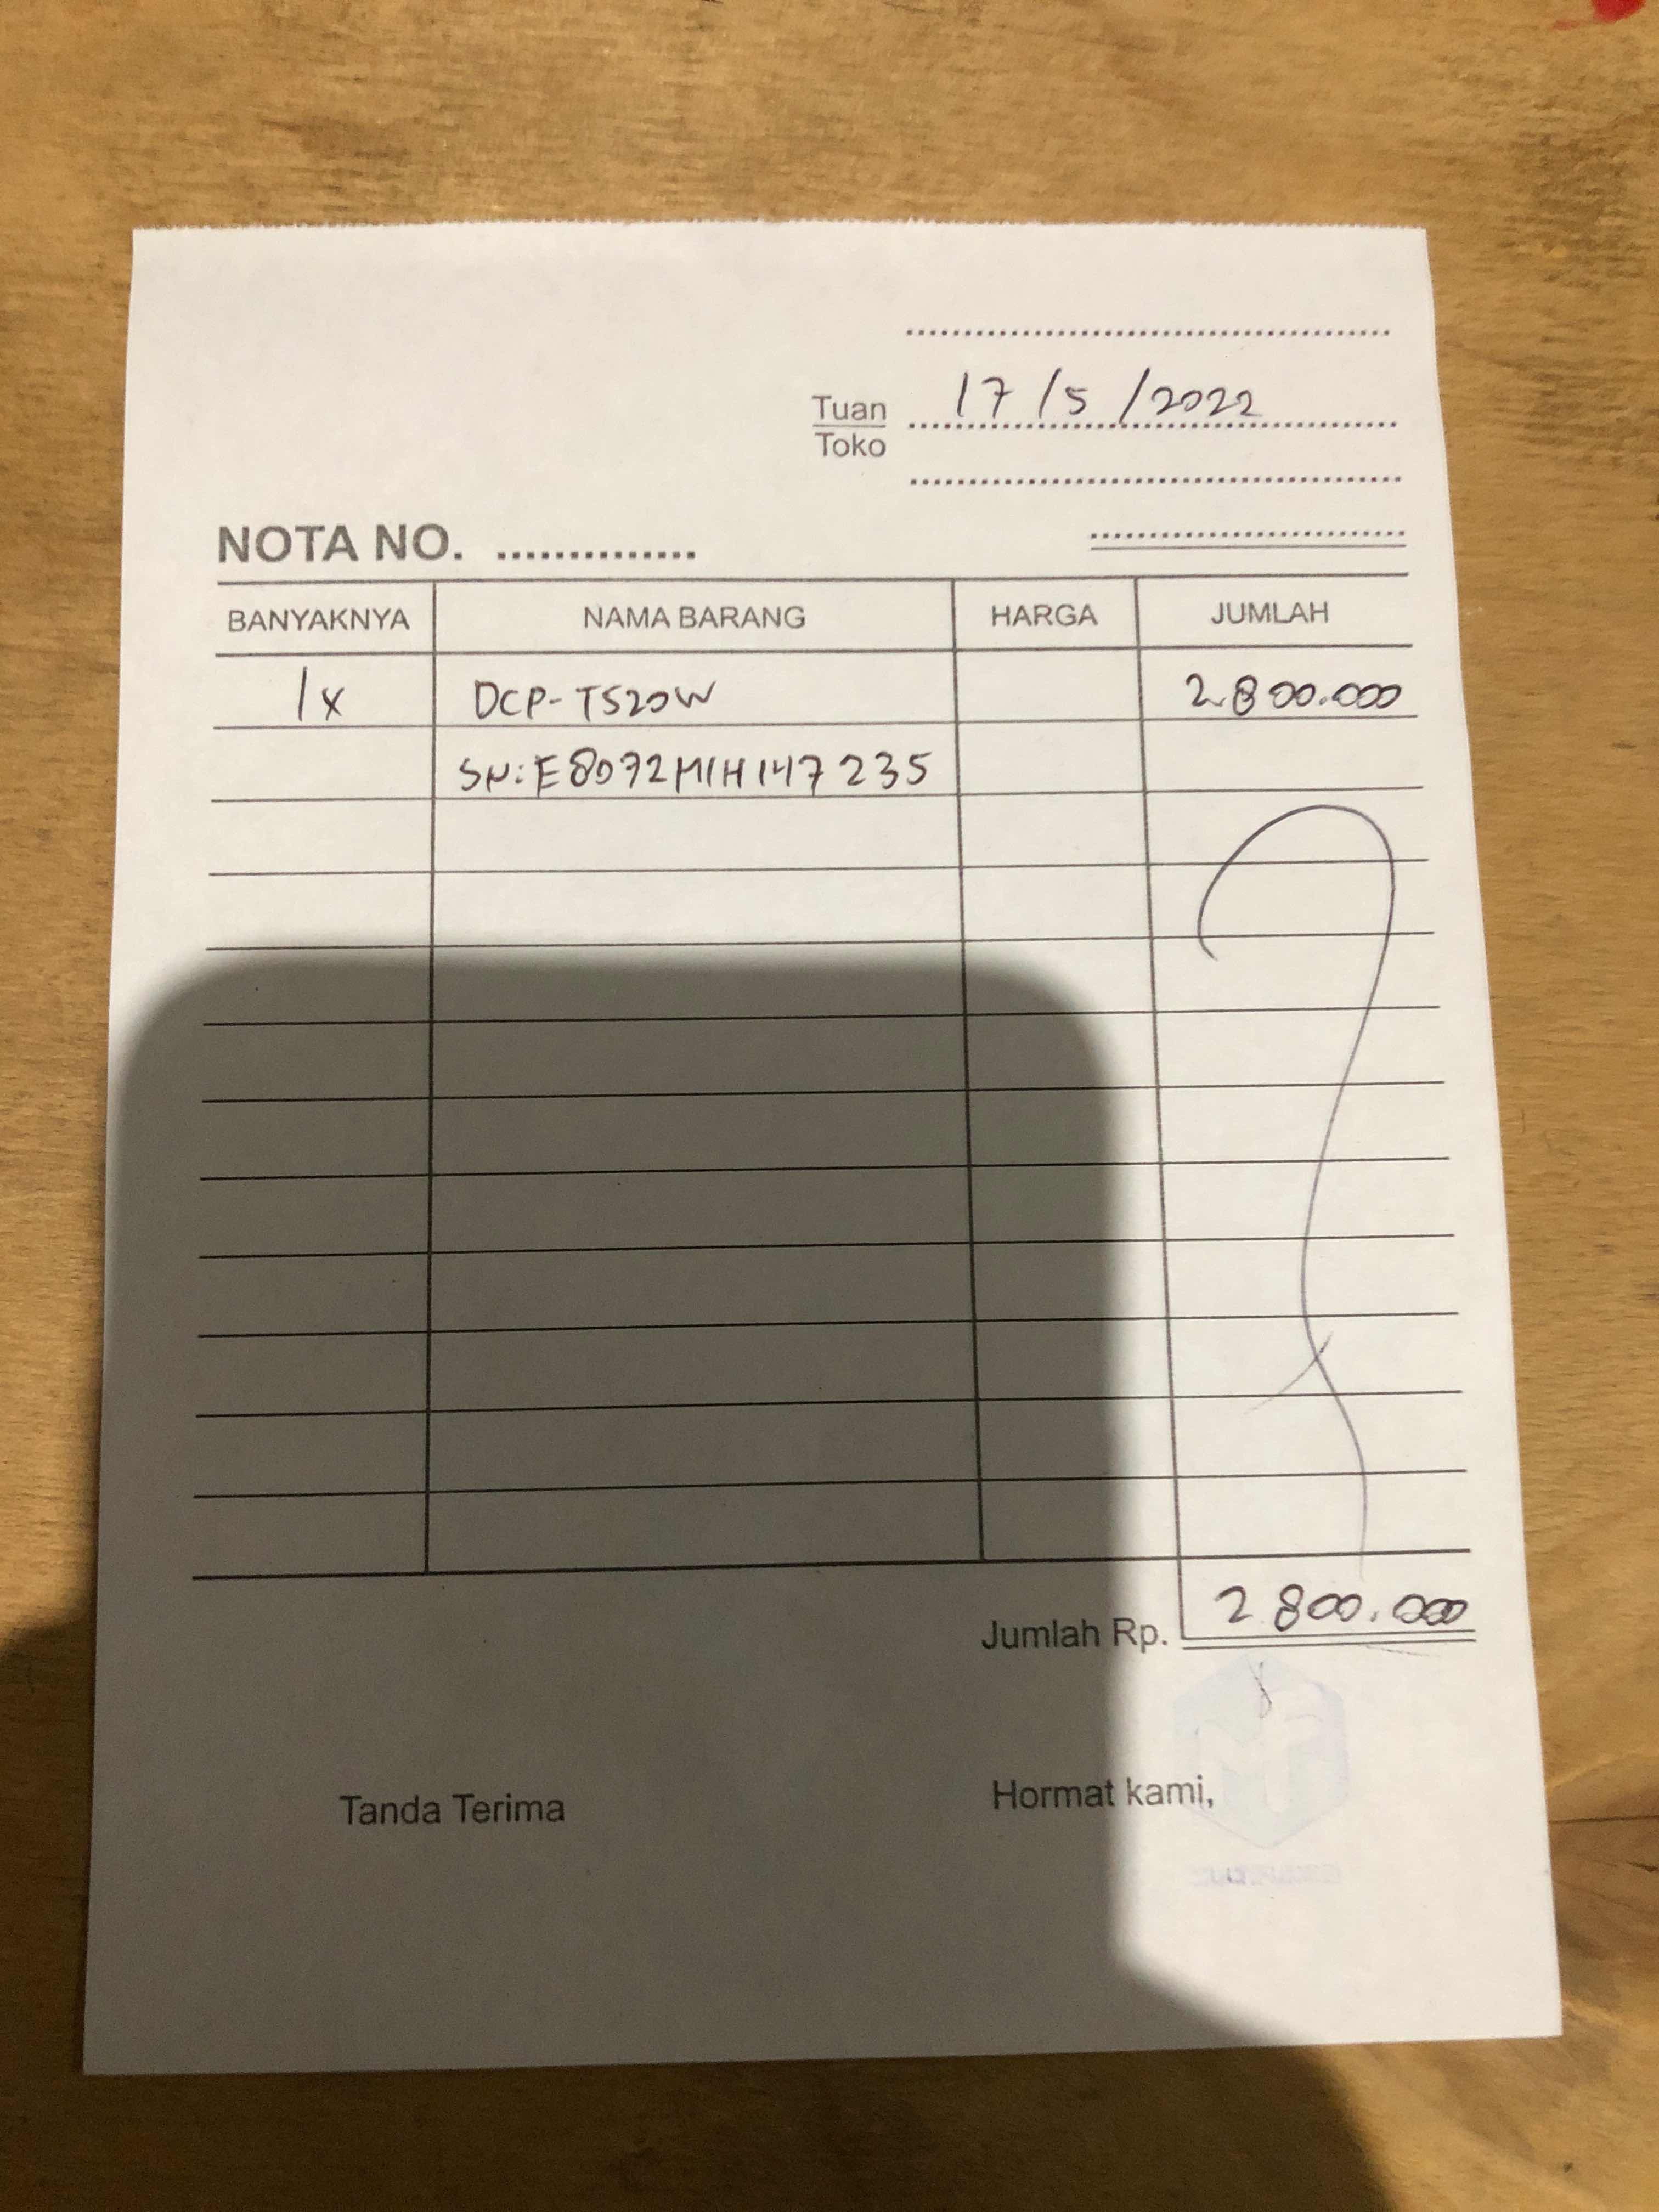 17/5/2022
Tuan
Toko
NOTA NO. ..............
BANYAKNYA NAMA BARANG HARGA JUMLAH
1x DCP-T520W 2.800.000
SN:E8072M1H147235
Jumlah Rp. 2 800.000
Tanda Terima Hormat kami,